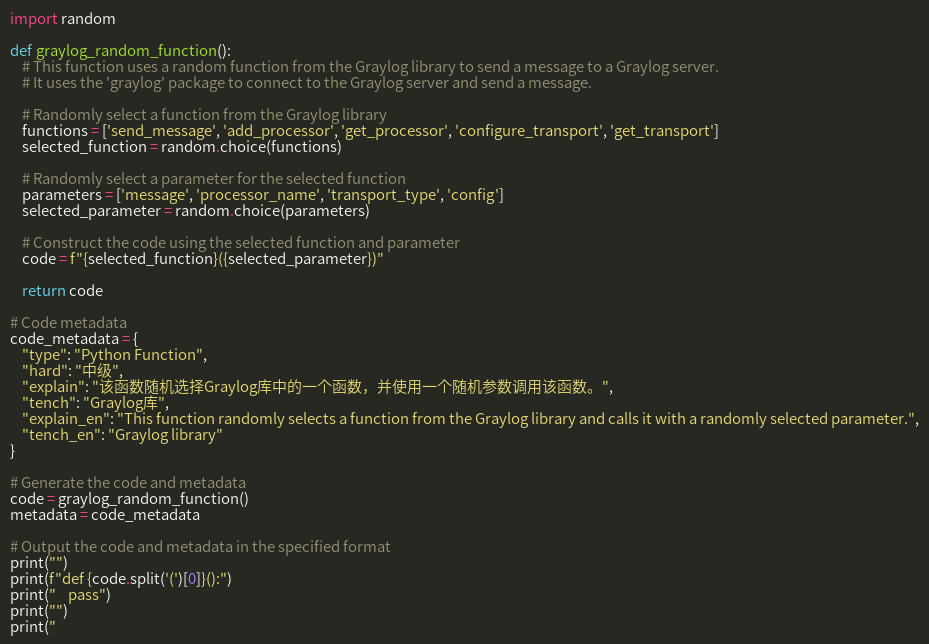 import random

def graylog_random_function():
    # This function uses a random function from the Graylog library to send a message to a Graylog server.
    # It uses the 'graylog' package to connect to the Graylog server and send a message.

    # Randomly select a function from the Graylog library
    functions = ['send_message', 'add_processor', 'get_processor', 'configure_transport', 'get_transport']
    selected_function = random.choice(functions)

    # Randomly select a parameter for the selected function
    parameters = ['message', 'processor_name', 'transport_type', 'config']
    selected_parameter = random.choice(parameters)

    # Construct the code using the selected function and parameter
    code = f"{selected_function}({selected_parameter})"

    return code

# Code metadata
code_metadata = {
    "type": "Python Function",
    "hard": "中级",
    "explain": "该函数随机选择Graylog库中的一个函数，并使用一个随机参数调用该函数。",
    "tench": "Graylog库",
    "explain_en": "This function randomly selects a function from the Graylog library and calls it with a randomly selected parameter.",
    "tench_en": "Graylog library"
}

# Generate the code and metadata
code = graylog_random_function()
metadata = code_metadata

# Output the code and metadata in the specified format
print("")
print(f"def {code.split('(')[0]}():")
print("    pass")
print("")
print("